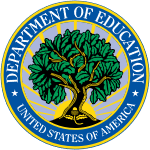 DEPARTMENT OF EDUCATION
UNITED STATES OF AMERICA